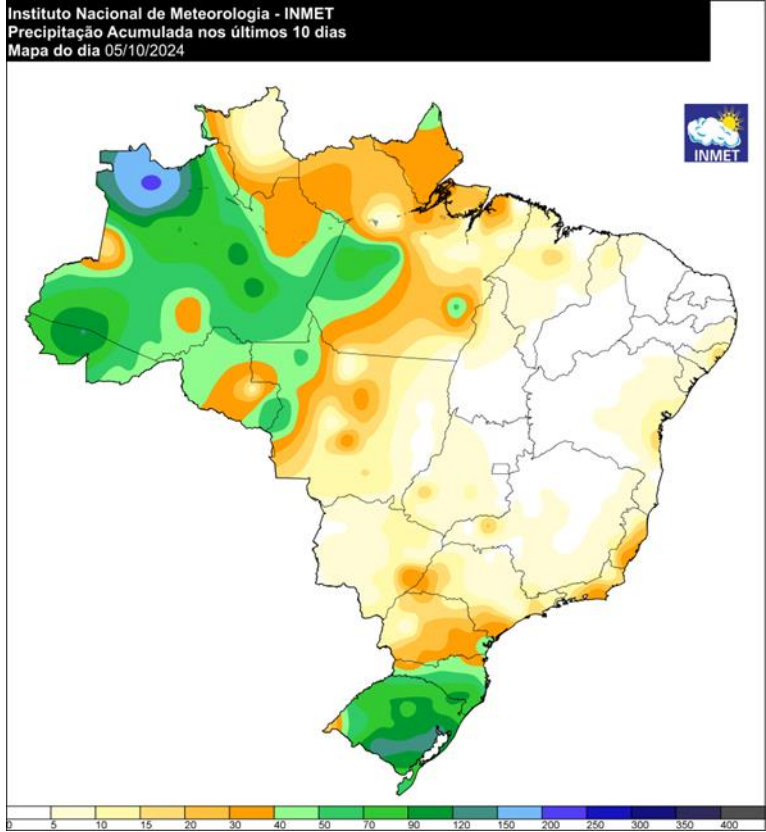 Instituto Nacional de Meteorologia - INMET
Precipitação Acumulada nos últimos 10 dias
Mapa do dia 05/10/2024
INMET
0 5 10 15 20 30 40 50 70 90 120 150 200 250 300 350 400